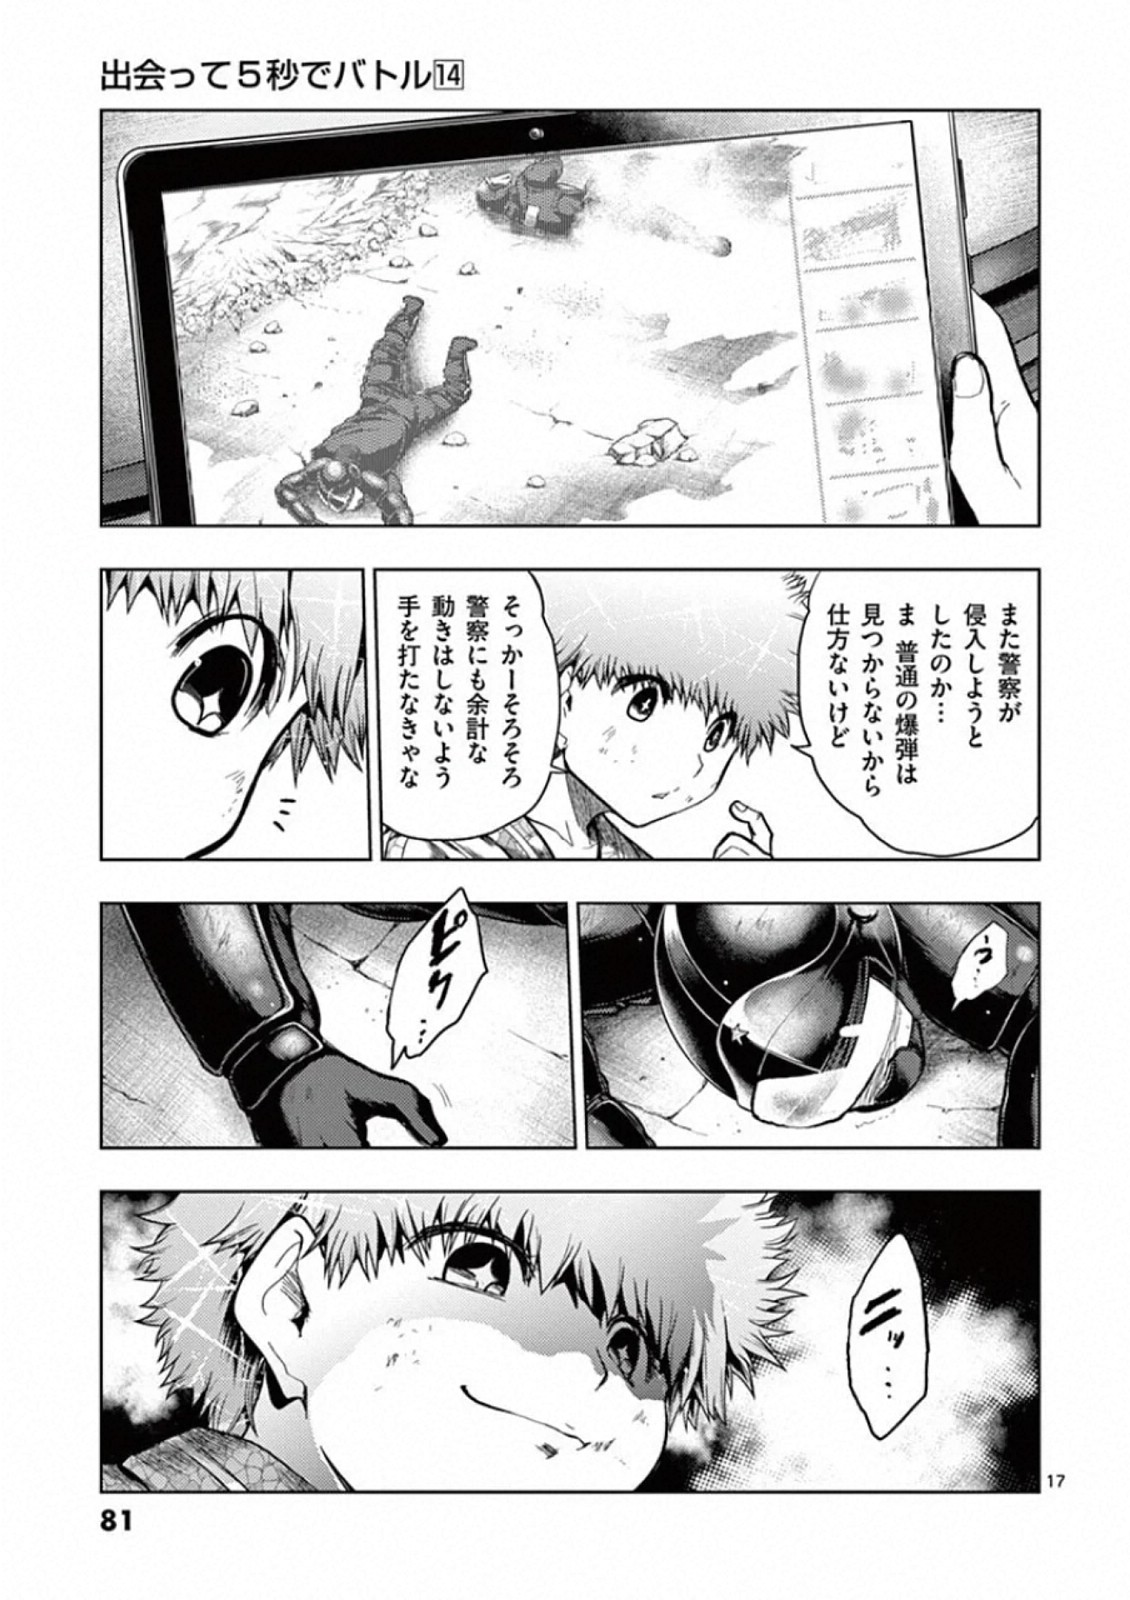 出会って5秒でバトル14
また警察が
侵入しようと
したのか…
ま 普通の爆弾は
見つからないから
仕方ないけど
そっかーそろそろ
警察にも余計な
動きはしないよう
手を打たなきゃな
う…
ピク…
ニッ…
17
81